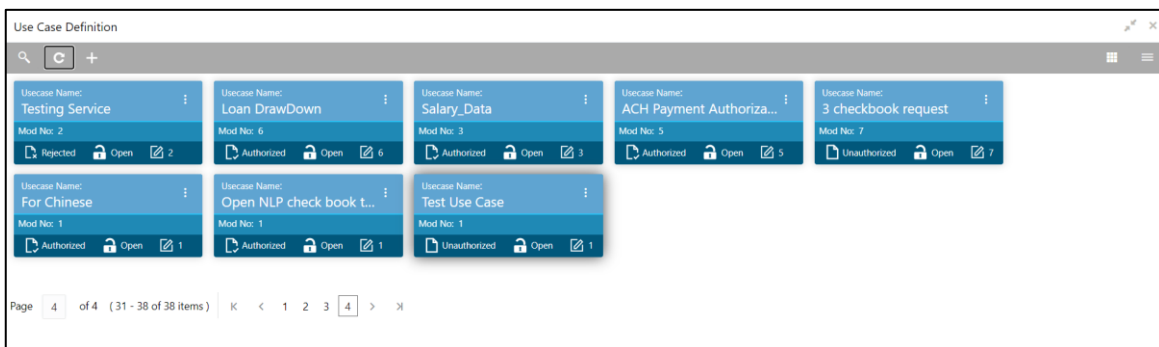 Use Case Definition
Usecase Name:
Testing Service
Mod No: 2
Rejected Open 2
Usecase Name:
Loan DrawDown
Mod No: 6
Authorized Open 6
Usecase Name:
Salary_Data
Mod No: 3
Authorized Open 3
Usecase Name:
ACH Payment Authoriza...
Mod No: 5
Authorized Open 5
Usecase Name:
3 checkbook request
Mod No: 7
Unauthorized Open 7
Usecase Name:
For Chinese
Mod No: 1
Authorized Open 1
Usecase Name:
Open NLP check book t...
Mod No: 1
Authorized Open 1
Usecase Name:
Test Use Case
Mod No: 1
Unauthorized Open 1
Page 4 of 4 (31 - 38 of 38 items) K < 1 2 3 4 > >|